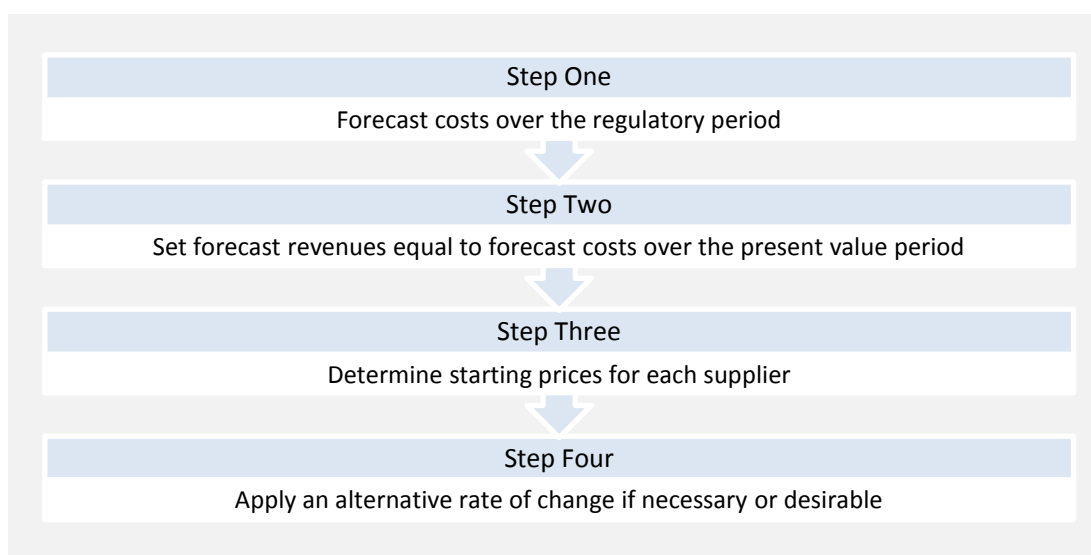 Step One
Forecast costs over the regulatory period
Step Two
Set forecast revenues equal to forecast costs over the present value period
Step Three
Determine starting prices for each supplier
Step Four
Apply an alternative rate of change if necessary or desirable